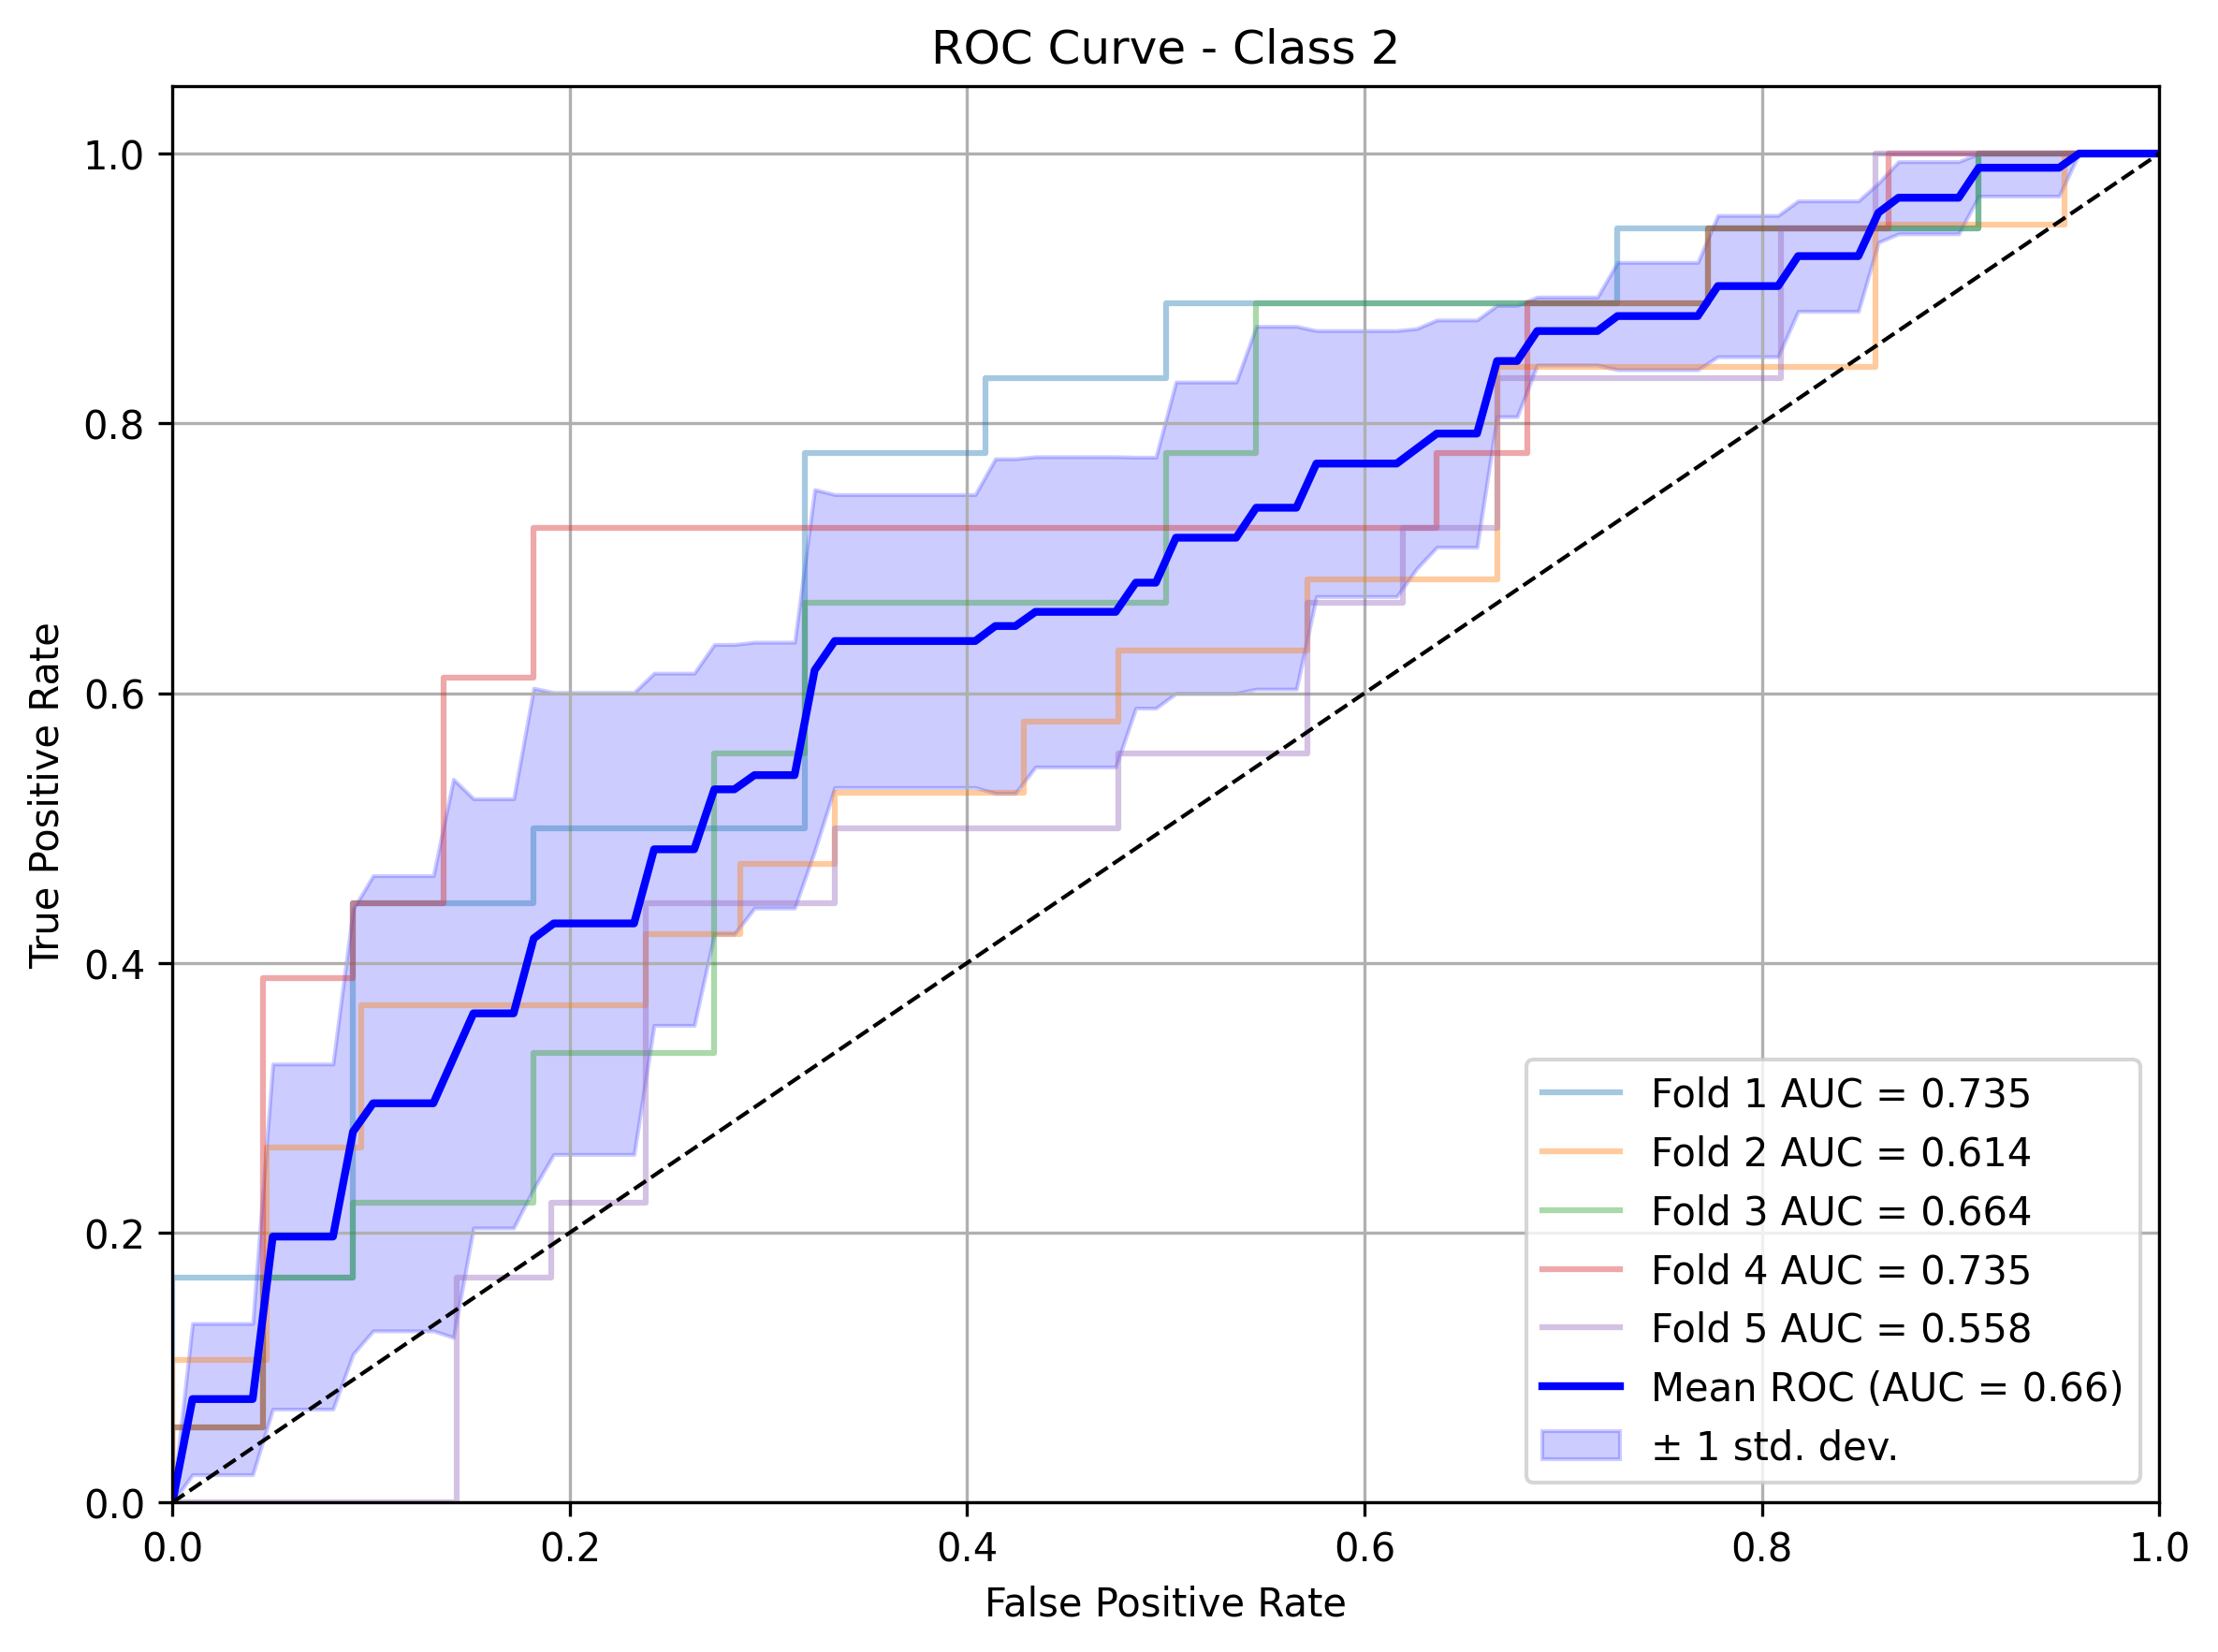 ROC Curve - Class 2
True Positive Rate
1.0
0.8
0.6
0.4
0.2
0.0
0.0 0.2 0.4 0.6 0.8 1.0
False Positive Rate
Fold 1 AUC = 0.735
Fold 2 AUC = 0.614
Fold 3 AUC = 0.664
Fold 4 AUC = 0.735
Fold 5 AUC = 0.558
Mean ROC (AUC = 0.66)
± 1 std. dev.